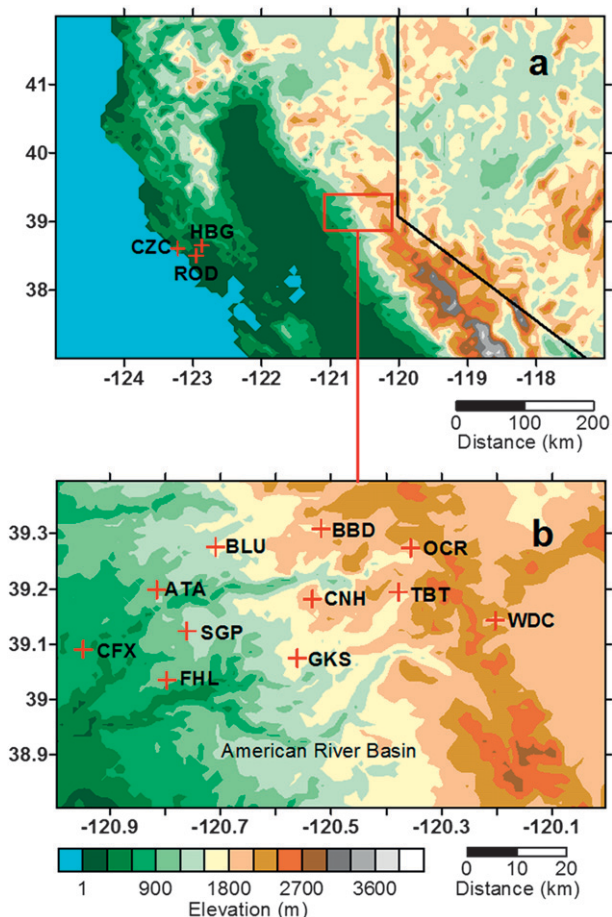 a
41
40
39
38
HBG
CZC
ROD
-124 -123 -122 -121 -120 -119 -118
0 100 200
Distance (km)
b
39.3
39.2
39.1
39
38.9
BBD
BLU
OCR
ATA
CNH
TBT
WDC
SGP
CFX
GKS
FHL
American River Basin
-120.9 -120.7 -120.5 -120.3 -120.1
1 900 1800 2700 3600
Elevation (m)
0 10 20
Distance (km)